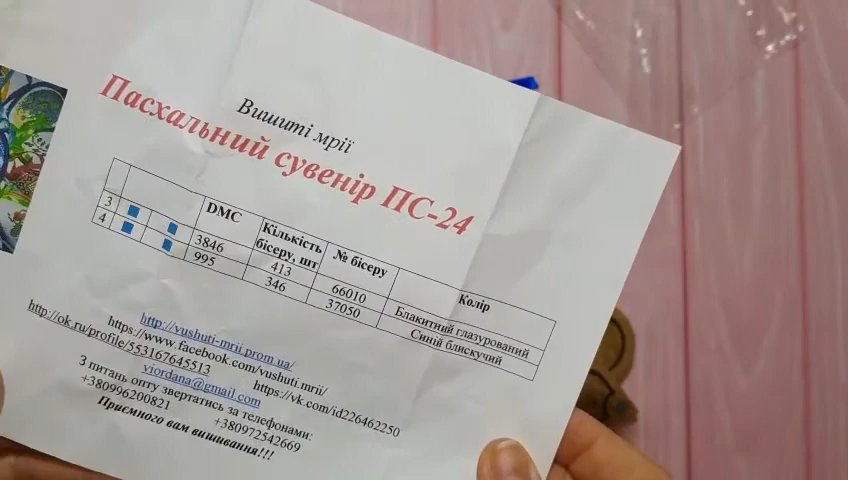 Вишиті мрії
Пасхальний сувенір ПС-24
DMC Кількість бісеру, шт № бісеру Колір
3 3846 413 66010 Блакитний глазурований
4 995 346 37050 Синій блискучий
http://vushuti-mrii.prom.ua/
https://www.facebook.com/vushuti.mrii/
http://ok.ru/profile/553167645513 https://vk.com/id226462250
viordana@gmail.com
З питань опту звертатись за телефонами:
+380996200821 +380972542669
Приємного вам вишивання!!!